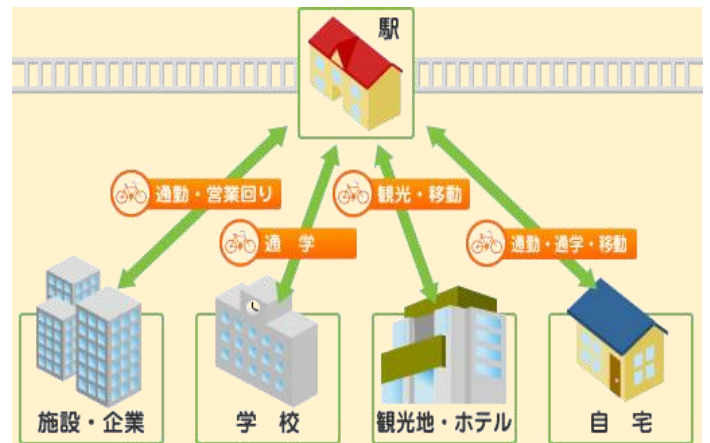 駅
通勤・営業回り
観光・移動
通 学
通勤・通学・移動
施設・企業
学 校
観光地・ホテル
自 宅